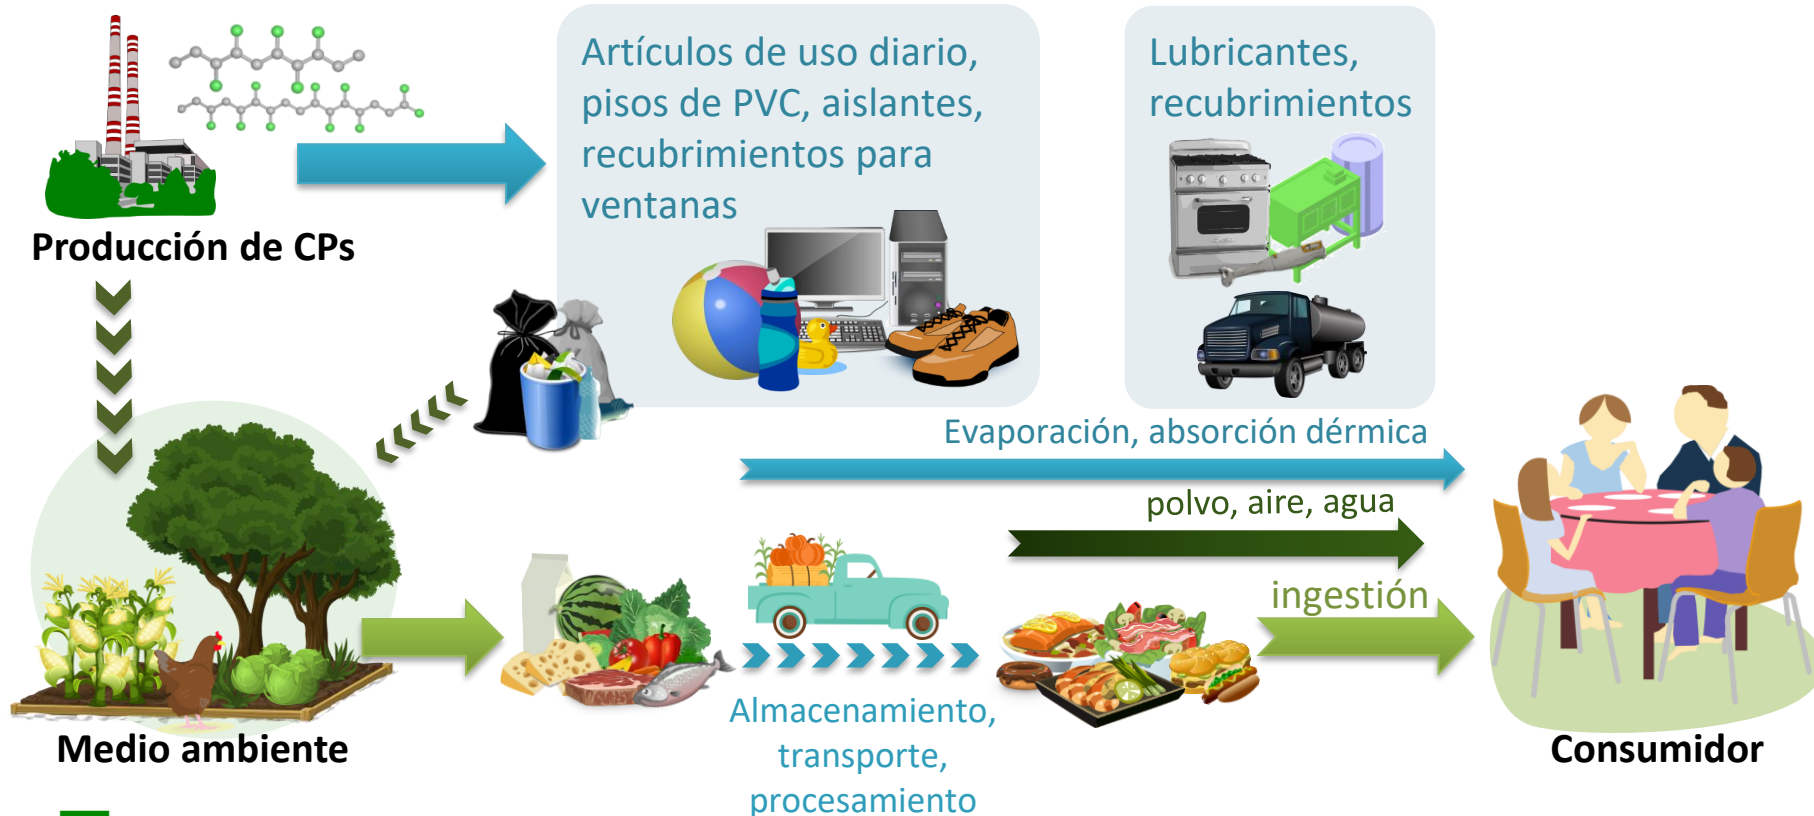 Artículos de uso diario,
pisos de PVC, aislantes,
recubrimientos para
ventanas
Lubricantes,
recubrimientos
Producción de CPs
Evaporación, absorción dérmica
polvo, aire, agua
ingestión
Almacenamiento,
transporte,
procesamiento
Medio ambiente
Consumidor